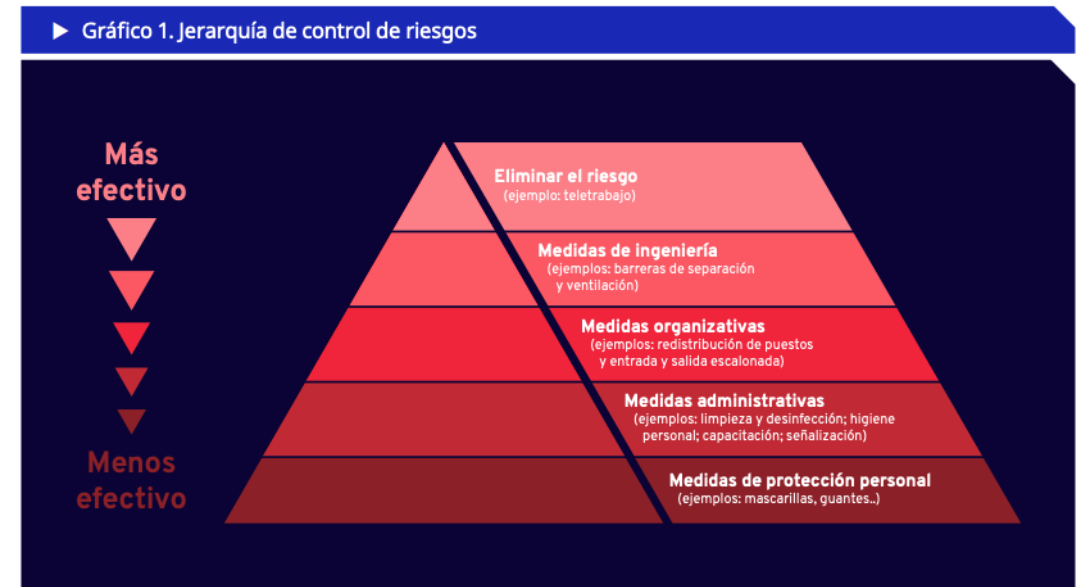 Gráfico 1. Jerarquía de control de riesgos
Más
efectivo
Eliminar el riesgo
(ejemplo: teletrabajo)
Medidas de ingeniería
(ejemplos: barreras de separación
y ventilación)
Medidas organizativas
(ejemplos: redistribución de puestos
y entrada y salida escalonada)
Medidas administrativas
(ejemplos: limpieza y desinfección; higiene
personal; capacitación; señalización)
Menos
efectivo
Medidas de protección personal
(ejemplos: mascarillas, guantes..)